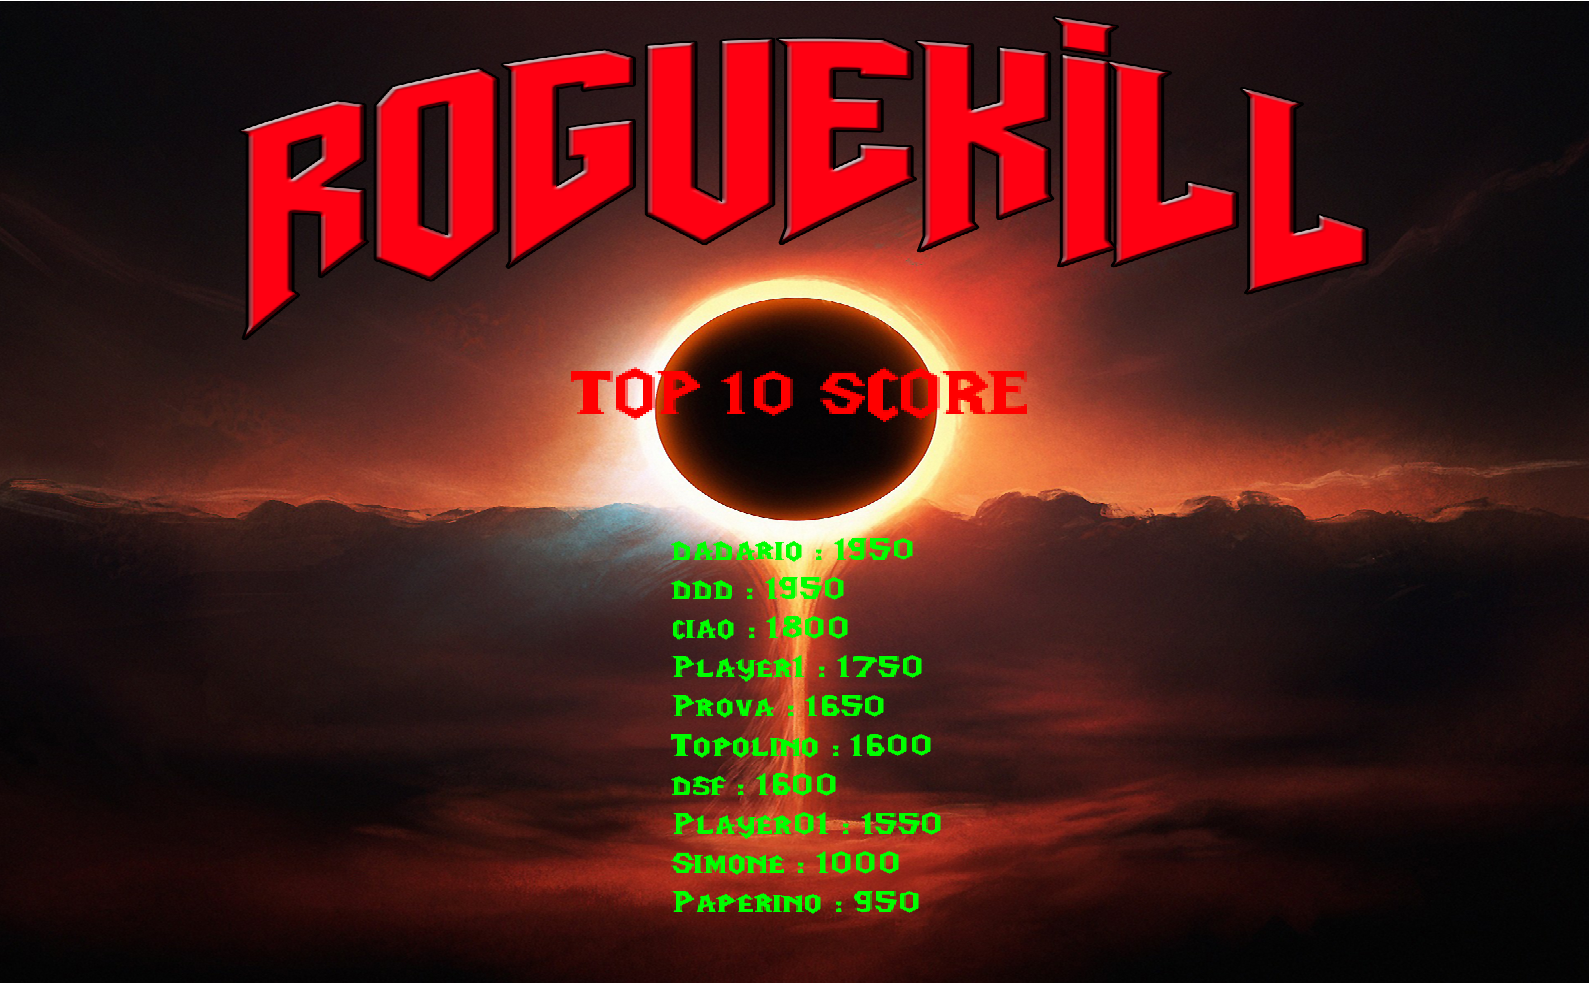 ROGUEKiLL
TOP 10 SCORE
DADARIO : 1950
DDD : 1950
CIAO : 1800
PLAYER1 : 1750
PROVA : 1650
TOPOLINO : 1600
DSF : 1600
PLAYER01 : 1550
SIMONE : 1000
PAPERINO : 950